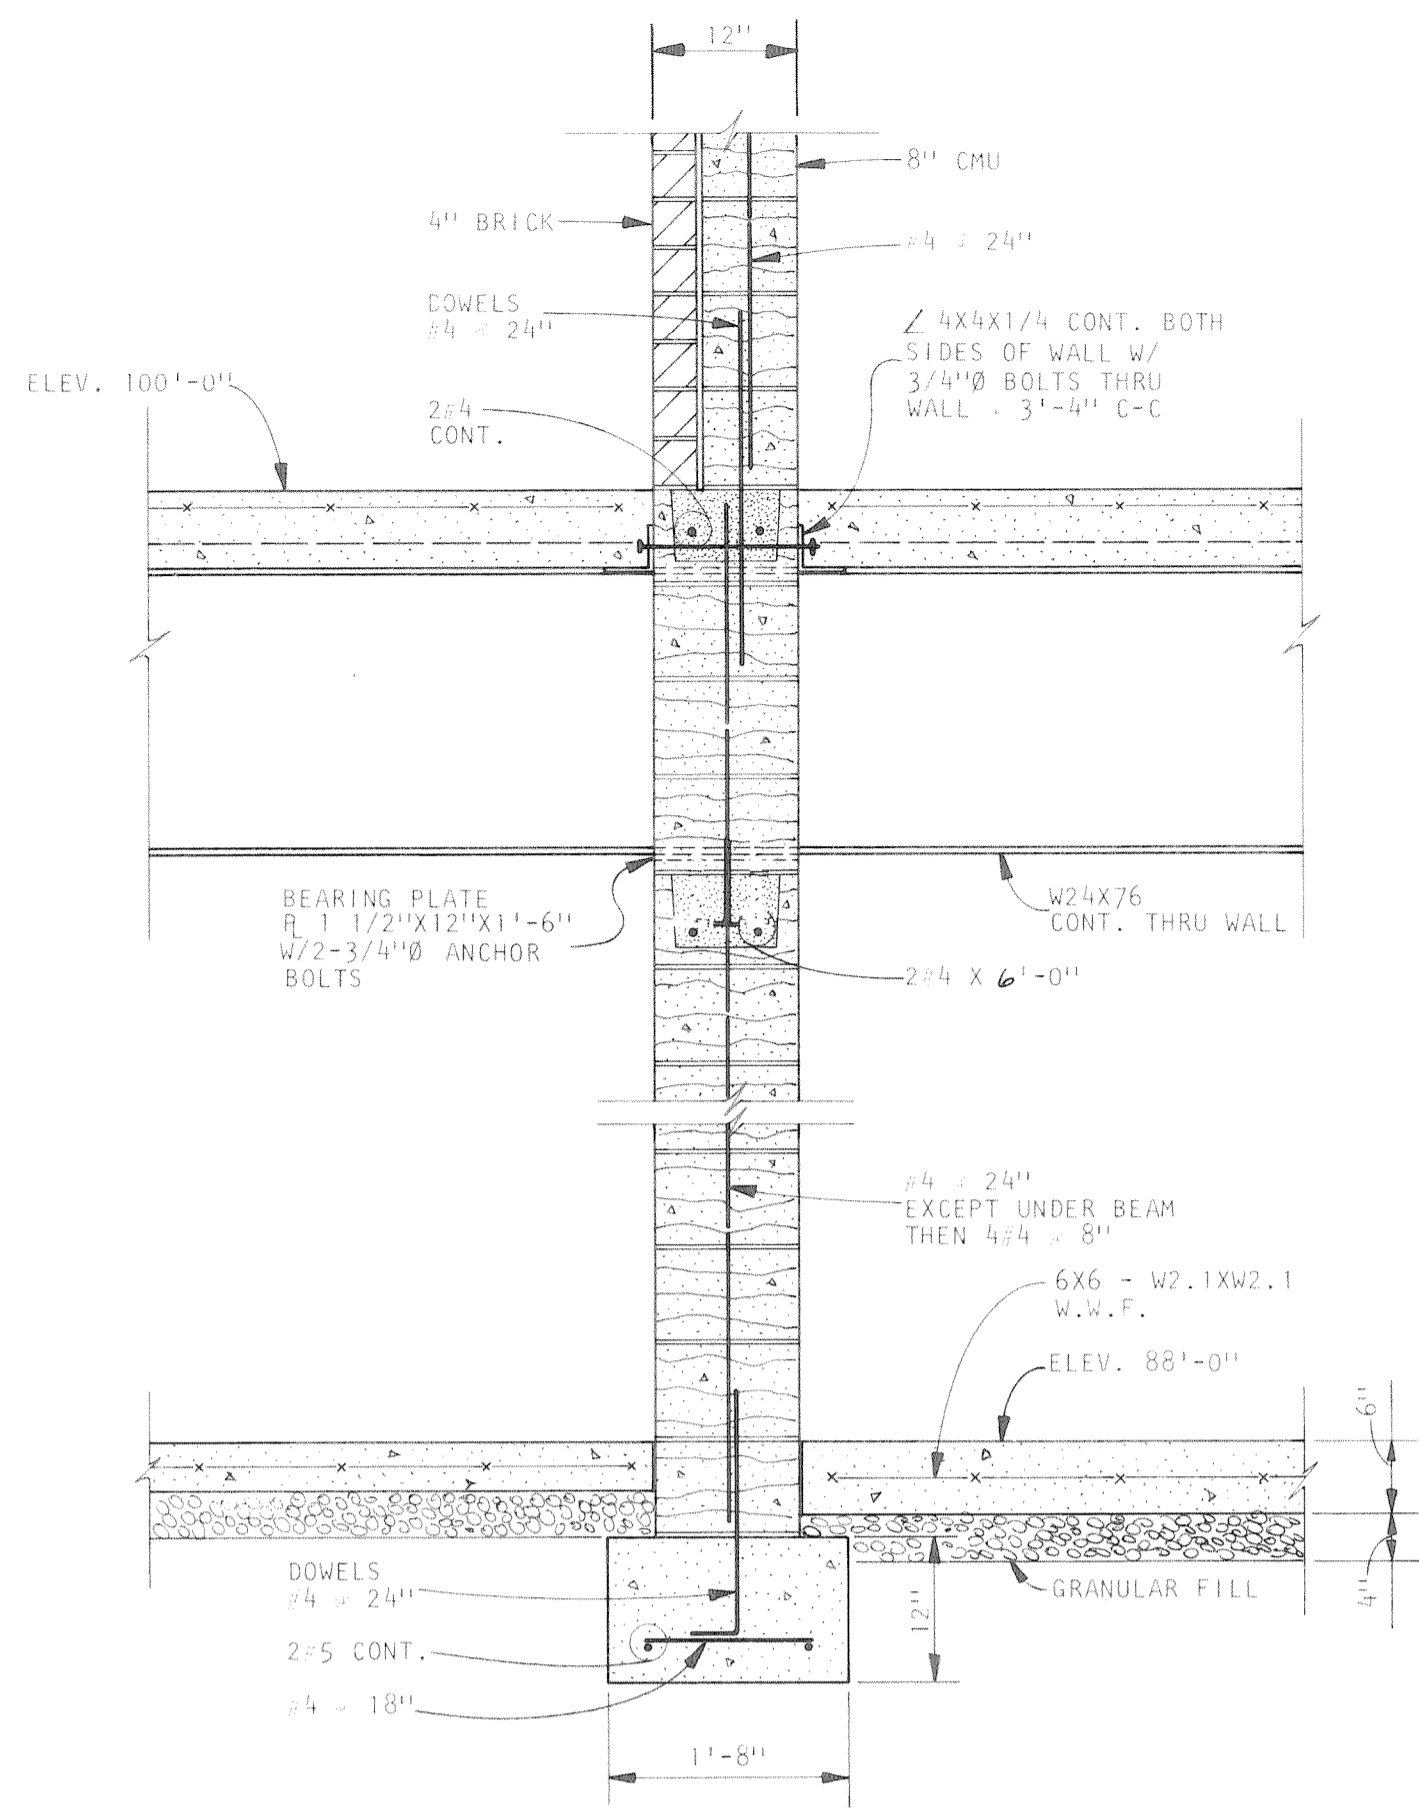 12"
8" CMU
4" BRICK
#4 @ 24"
DOWELS
#4 @ 24"
∠ 4X4X1/4 CONT. BOTH
SIDES OF WALL W/
3/4"Ø BOLTS THRU
WALL @ 3'-4" C-C
ELEV. 100'-0"
2#4
CONT.
BEARING PLATE
PL 1 1/2"X12"X1'-6"
W/2-3/4"Ø ANCHOR
BOLTS
W24X76
CONT. THRU WALL
2#4 X 6'-0"
#4 @ 24"
EXCEPT UNDER BEAM
THEN 4#4 @ 8"
6X6 - W2.1XW2.1
W.W.F.
ELEV. 88'-0"
6"
4"
GRANULAR FILL
12"
DOWELS
#4 @ 24"
2#5 CONT.
#4 @ 18"
1'-8"